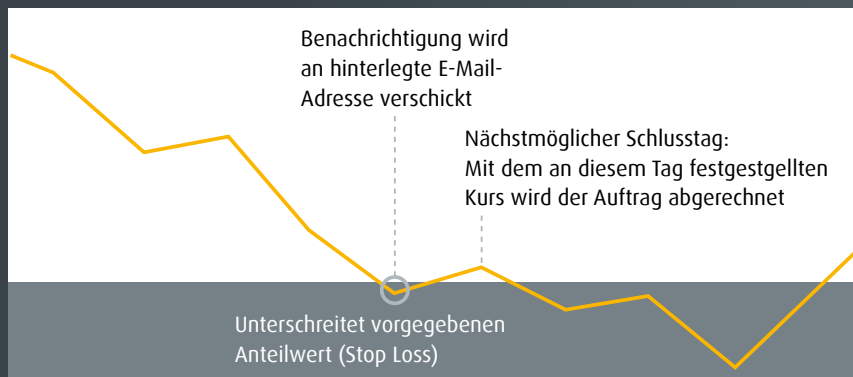 Benachrichtigung wird
an hinterlegte E-Mail-
Adresse verschickt
Nächstmöglicher Schlusstag:
Mit dem an diesem Tag festgestgellten
Kurs wird der Auftrag abgerechnet
Unterschreitet vorgegebenen
Anteilwert (Stop Loss)